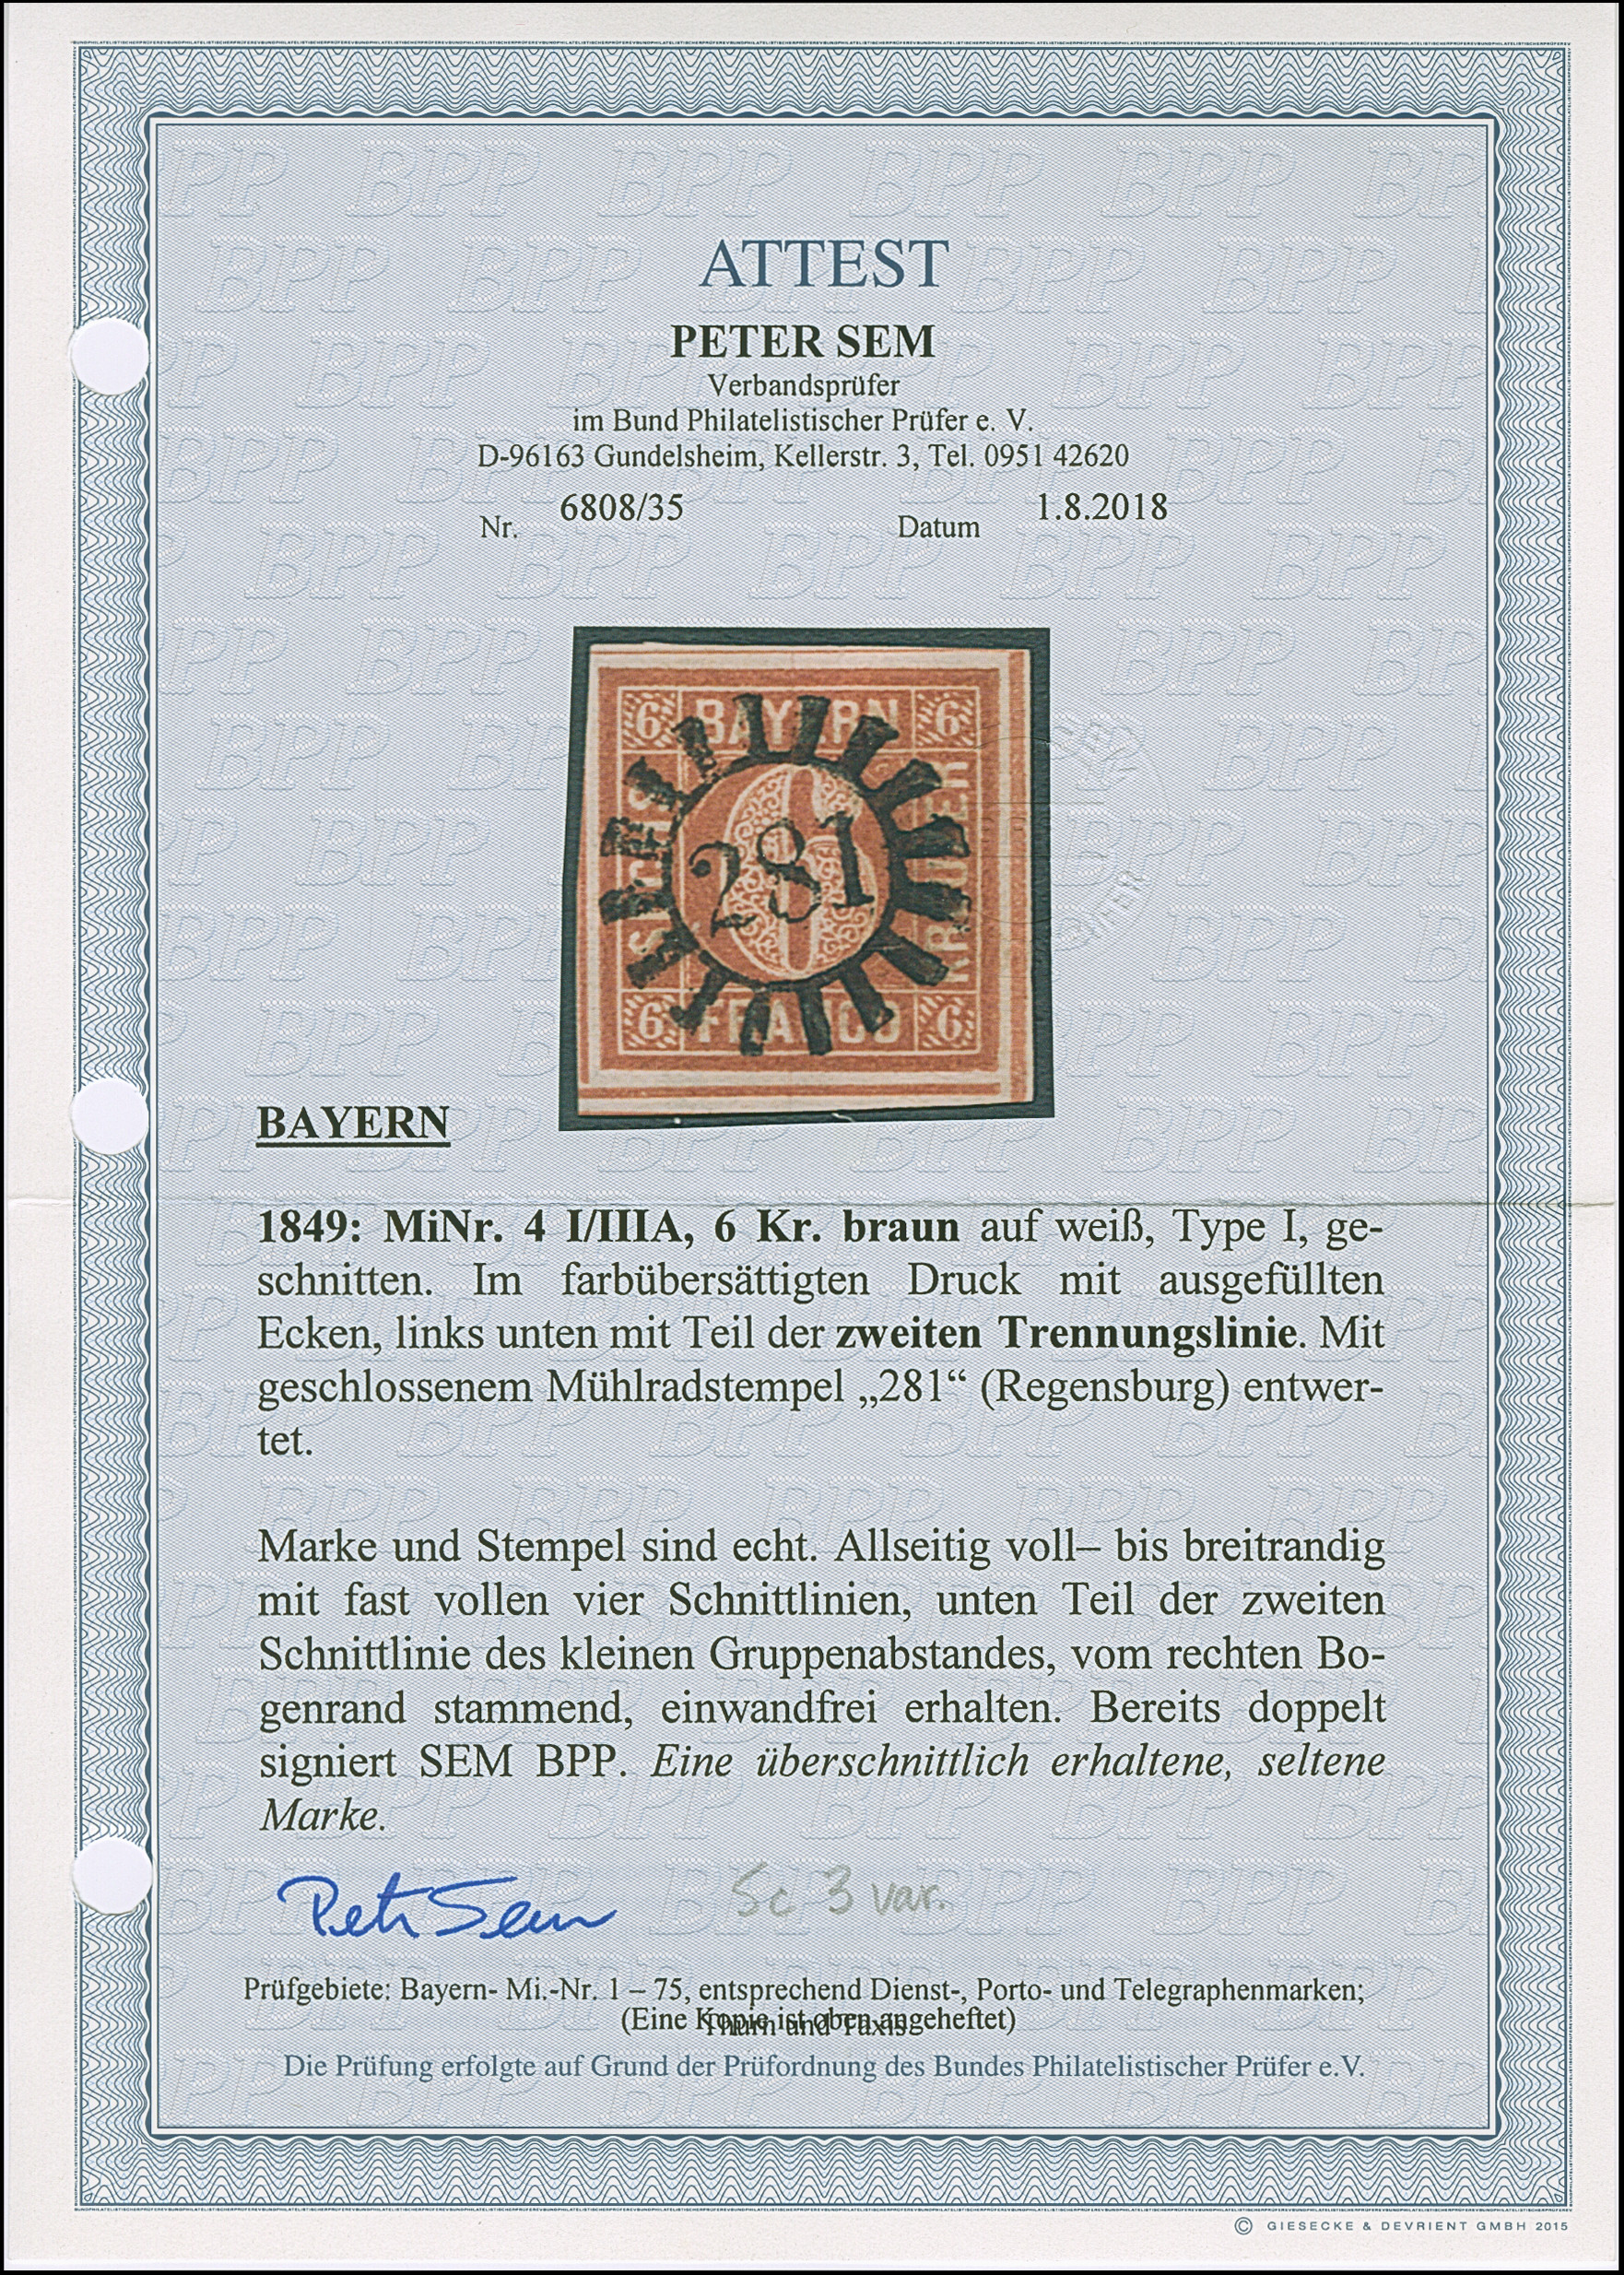 ATTEST
PETER SEM
Verbandsprüfer
im Bund Philatelistischer Prüfer e. V.
D-96163 Gundelsheim, Kellerstr. 3, Tel. 0951 42620
Nr. 6808/35 Datum 1.8.2018
6 BAYERN 6
SECHS
KREUZER
281
6 FRANCO 6
BAYERN
1849: MiNr. 4 I/IIIA, 6 Kr. braun auf weiß, Type I, ge-
schnitten. Im farbübersättigten Druck mit ausgefüllten
Ecken, links unten mit Teil der zweiten Trennungslinie. Mit
geschlossenem Mühlradstempel „281“ (Regensburg) entwer-
tet.
Marke und Stempel sind echt. Allseitig voll– bis breitrandig
mit fast vollen vier Schnittlinien, unten Teil der zweiten
Schnittlinie des kleinen Gruppenabstandes, vom rechten Bo-
genrand stammend, einwandfrei erhalten. Bereits doppelt
signiert SEM BPP. Eine überschnittlich erhaltene, seltene
Marke.
Peter Sem Sc 3 var.
Prüfgebiete: Bayern- Mi.-Nr. 1 – 75, entsprechend Dienst-, Porto- und Telegraphenmarken;
(Eine Kopie ist oben angeheftet)
Thurn und Taxis
Die Prüfung erfolgte auf Grund der Prüfordnung des Bundes Philatelistischer Prüfer e.V.
© GIESECKE & DEVRIENT GMBH 2015